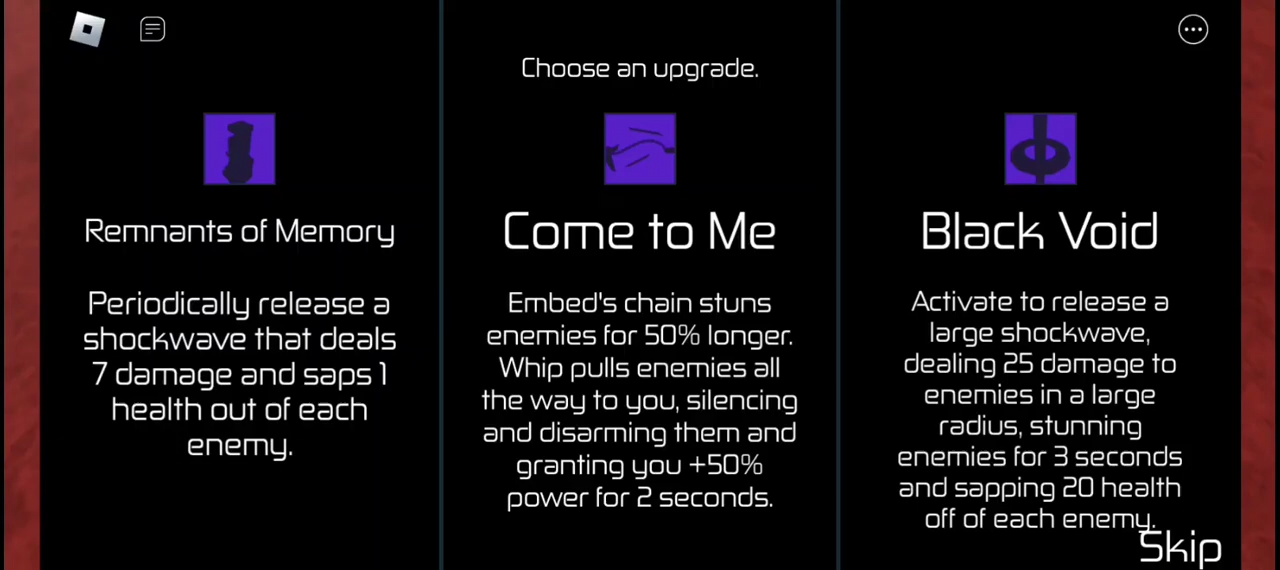 Choose an upgrade.
Remnants of Memory
Periodically release a
shockwave that deals
7 damage and saps 1
health out of each
enemy.
Come to Me
Embed's chain stuns
enemies for 50% longer.
Whip pulls enemies all
the way to you, silencing
and disarming them and
granting you +50%
power for 2 seconds.
Black Void
Activate to release a
large shockwave,
dealing 25 damage to
enemies in a large
radius, stunning
enemies for 3 seconds
and sapping 20 health
off of each enemy.
Skip